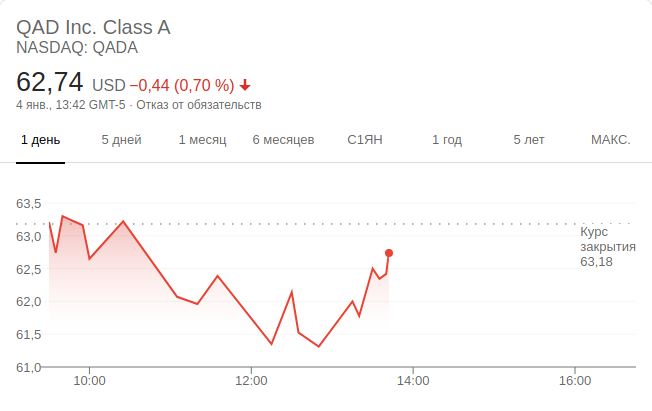 QAD Inc. Class A
NASDAQ: QADA
62,74 USD −0,44 (0,70 %)
4 янв., 13:42 GMT-5 · Отказ от обязательств
1 день 5 дней 1 месяц 6 месяцев С1ЯН 1 год 5 лет МАКС.
63,5
63,0
62,5
62,0
61,5
61,0
Курс
закрытия
63,18
10:00 12:00 14:00 16:00